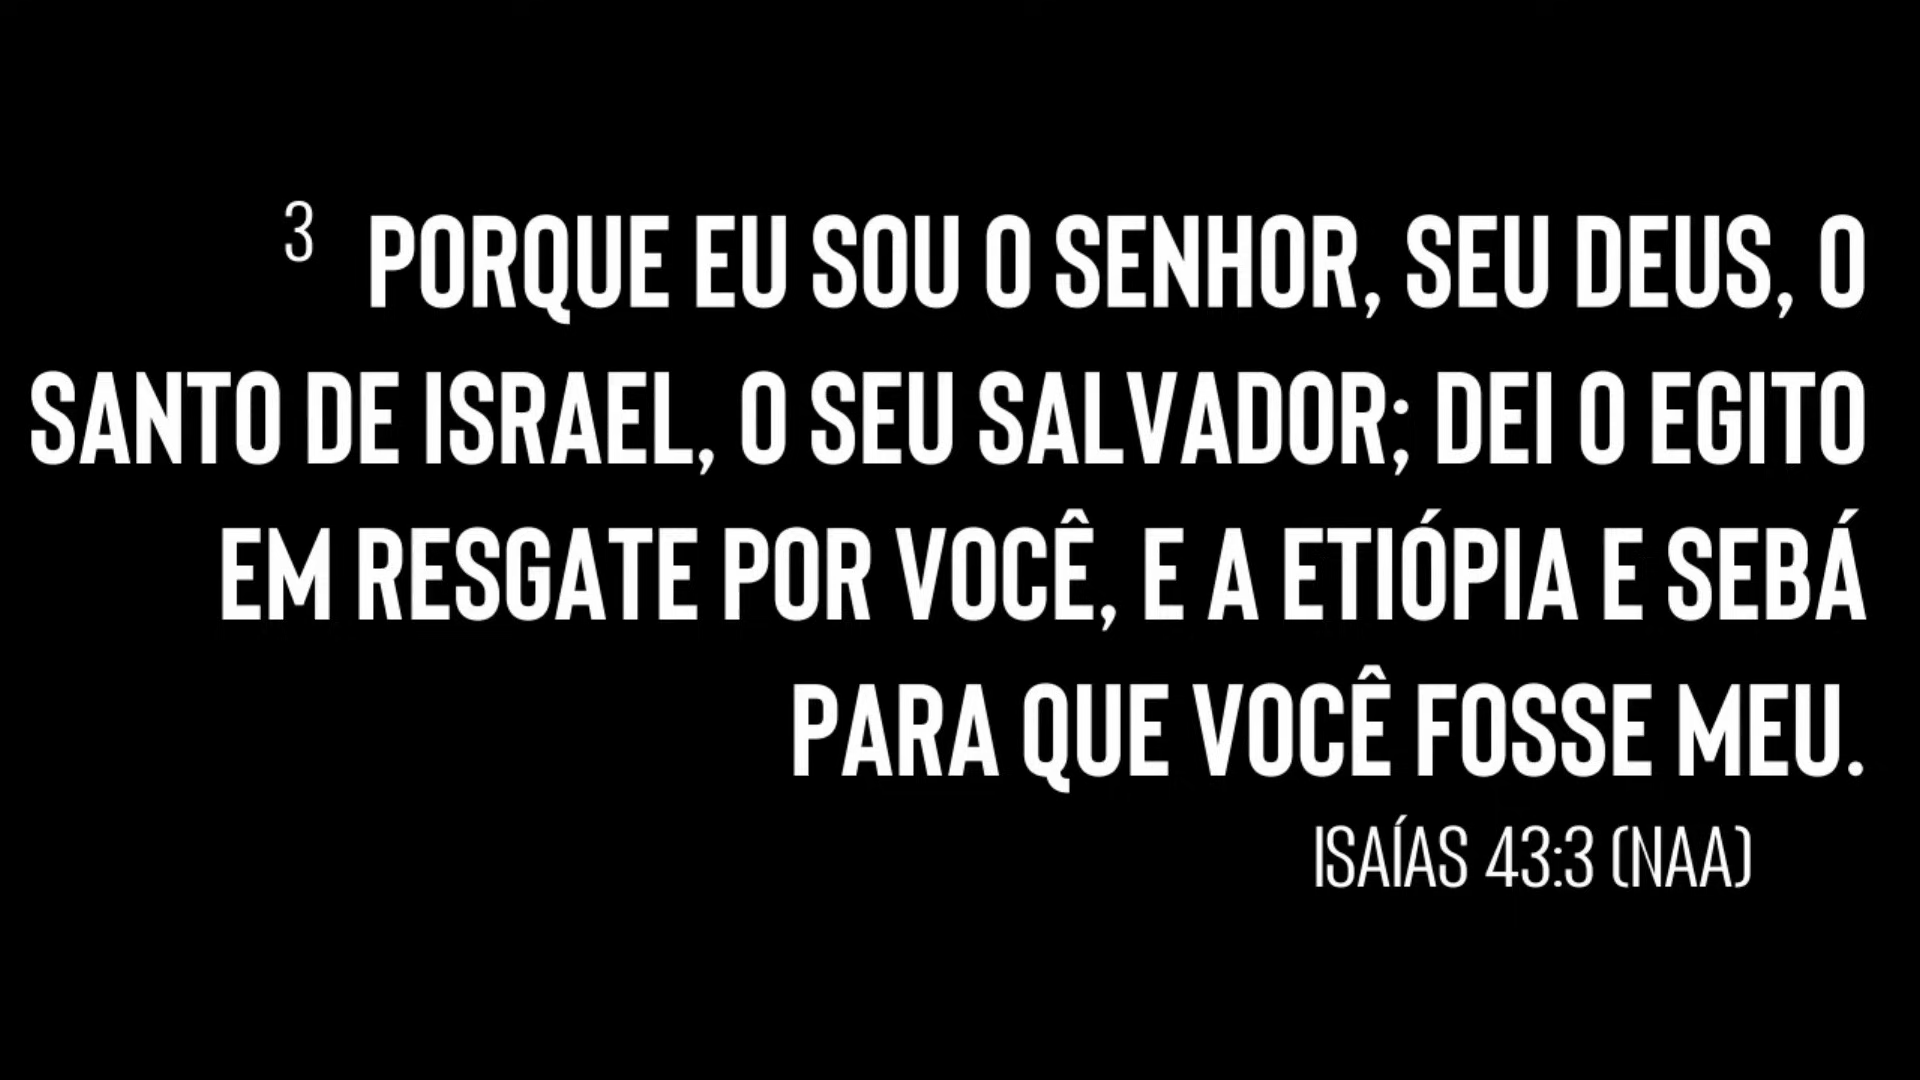 3 PORQUE EU SOU O SENHOR, SEU DEUS, O
SANTO DE ISRAEL, O SEU SALVADOR; DEI O EGITO
EM RESGATE POR VOCÊ, E A ETIÓPIA E SEBÁ
PARA QUE VOCÊ FOSSE MEU.
ISAÍAS 43:3 (NAA)